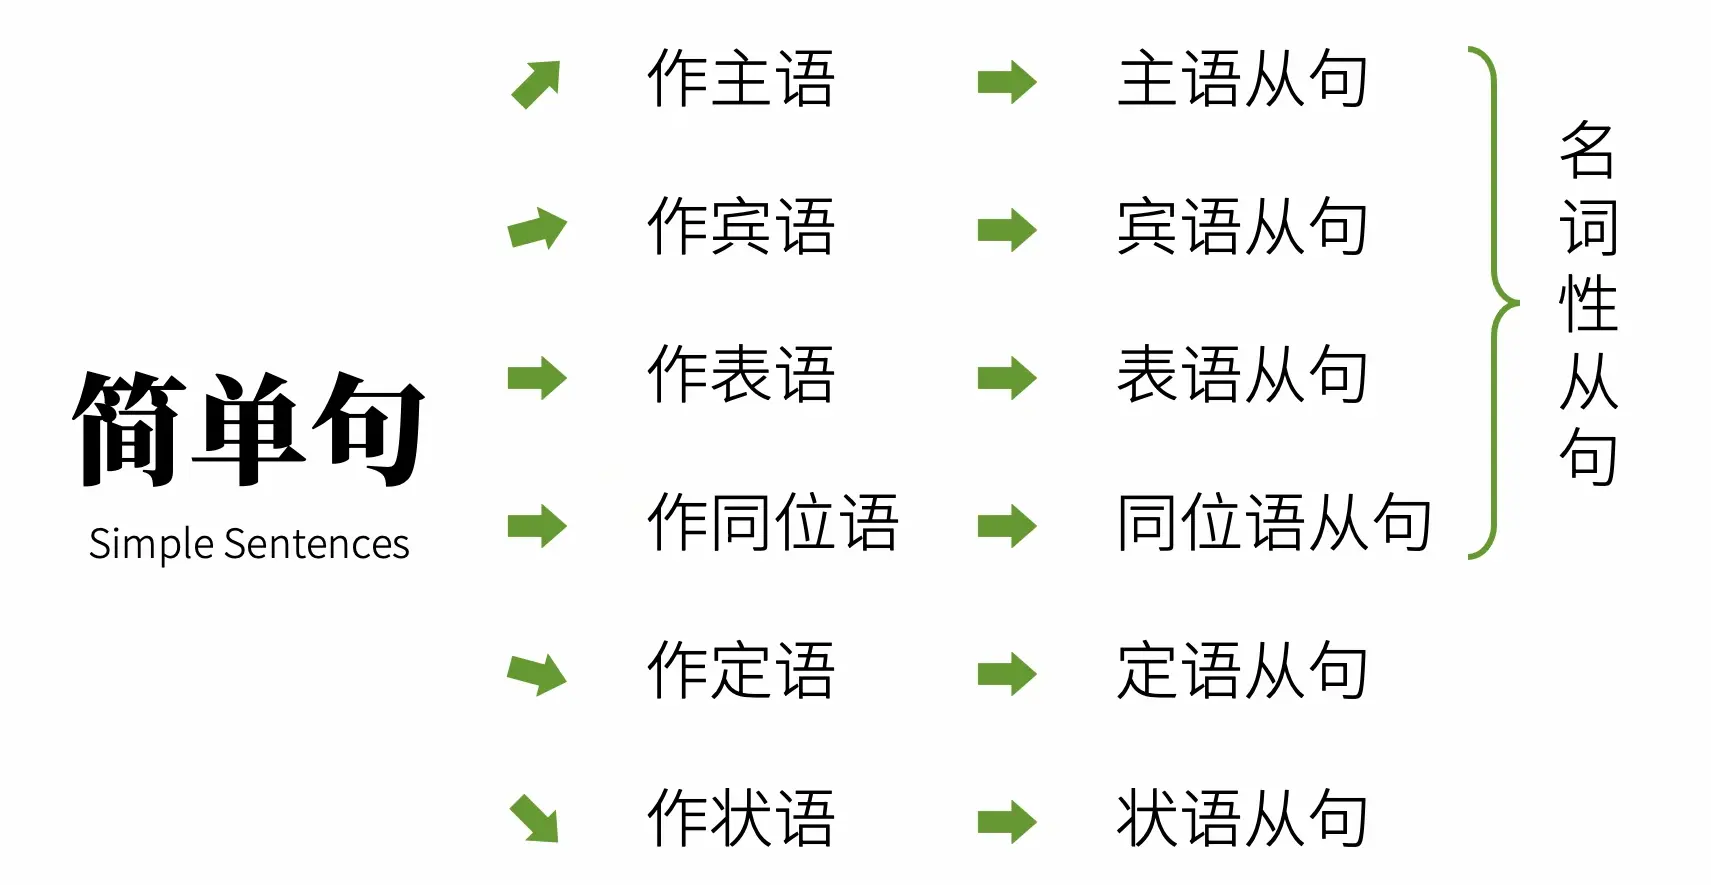 作主语
主语从句
作宾语
宾语从句
作表语
表语从句
简单句
Simple Sentences
作同位语
同位语从句
名词性从句
作定语
定语从句
作状语
状语从句